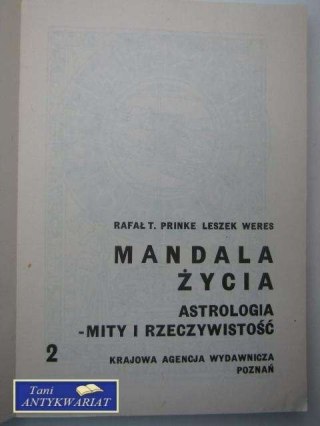 RAFAŁ T. PRINKE LESZEK WERES
MANDALA
ŻYCIA
ASTROLOGIA
-MITY I RZECZYWISTOŚĆ
2
KRAJOWA AGENCJA WYDAWNICZA
POZNAŃ
Tani
ANTYKWARIAT